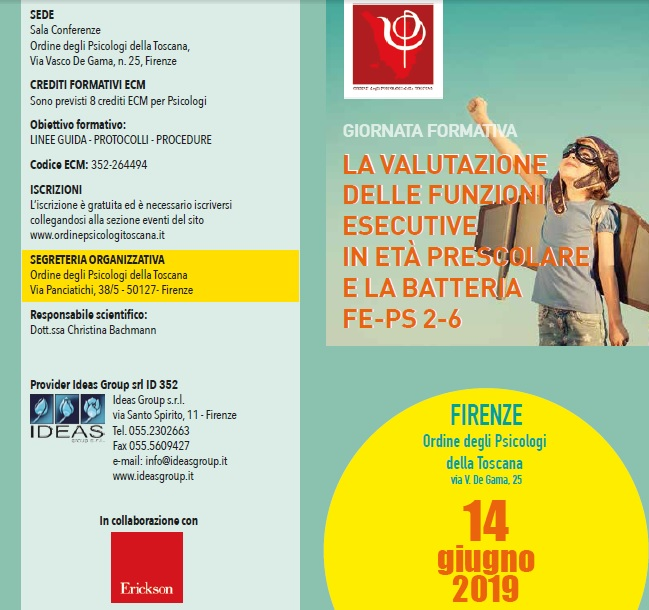 SEDE
Sala Conferenze
Ordine degli Psicologi della Toscana,
Via Vasco De Gama, n. 25, Firenze
CREDITI FORMATIVI ECM
Sono previsti 8 crediti ECM per Psicologi
Obiettivo formativo:
LINEE GUIDA - PROTOCOLLI - PROCEDURE
Codice ECM: 352-264494
ISCRIZIONI
L'iscrizione è gratuita ed è necessario iscriversi
collegandosi alla sezione eventi del sito
www.ordinepsicologitoscana.it
SEGRETERIA ORGANIZZATIVA
Ordine degli Psicologi della Toscana
Via Panciatichi, 38/5 - 50127- Firenze
Responsabile scientifico:
Dott.ssa Christina Bachmann
Provider Ideas Group srl ID 352
IDEAS
group s.r.l.
Ideas Group s.r.l.
via Santo Spirito, 11 - Firenze
Tel. 055.2302663
Fax 055.5609427
e-mail: info@ideasgroup.it
www.ideasgroup.it
In collaborazione con
Erickson
ORDINE DEGLI PSICOLOGI DELLA TOSCANA
GIORNATA FORMATIVA
LA VALUTAZIONE
DELLE FUNZIONI
ESECUTIVE
IN ETÀ PRESCOLARE
E LA BATTERIA
FE-PS 2-6
FIRENZE
Ordine degli Psicologi
della Toscana
via V. De Gama, 25
14
giugno
2019